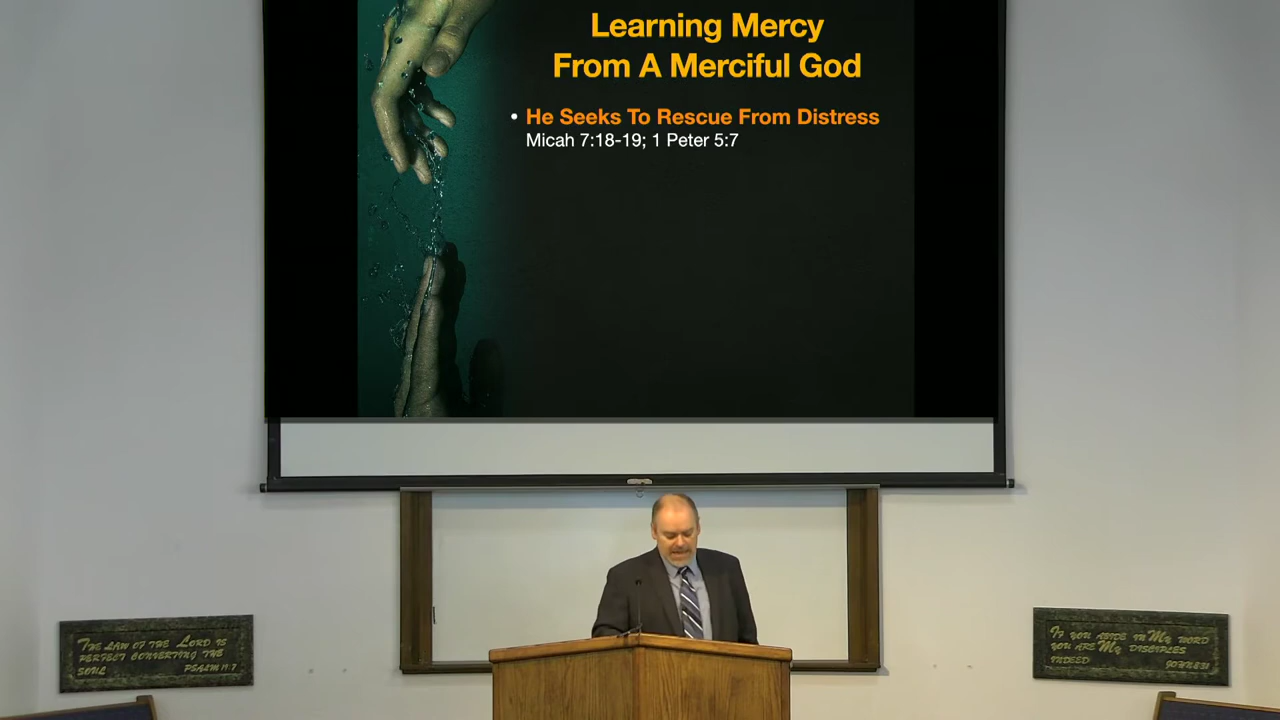 Learning Mercy
From A Merciful God
• He Seeks To Rescue From Distress
Micah 7:18-19; 1 Peter 5:7
THE LAW OF THE LORD IS
PERFECT CONVERTING THE
SOUL PSALM 19:7
IF YOU ABIDE IN MY WORD
YOU ARE MY DISCIPLES
INDEED